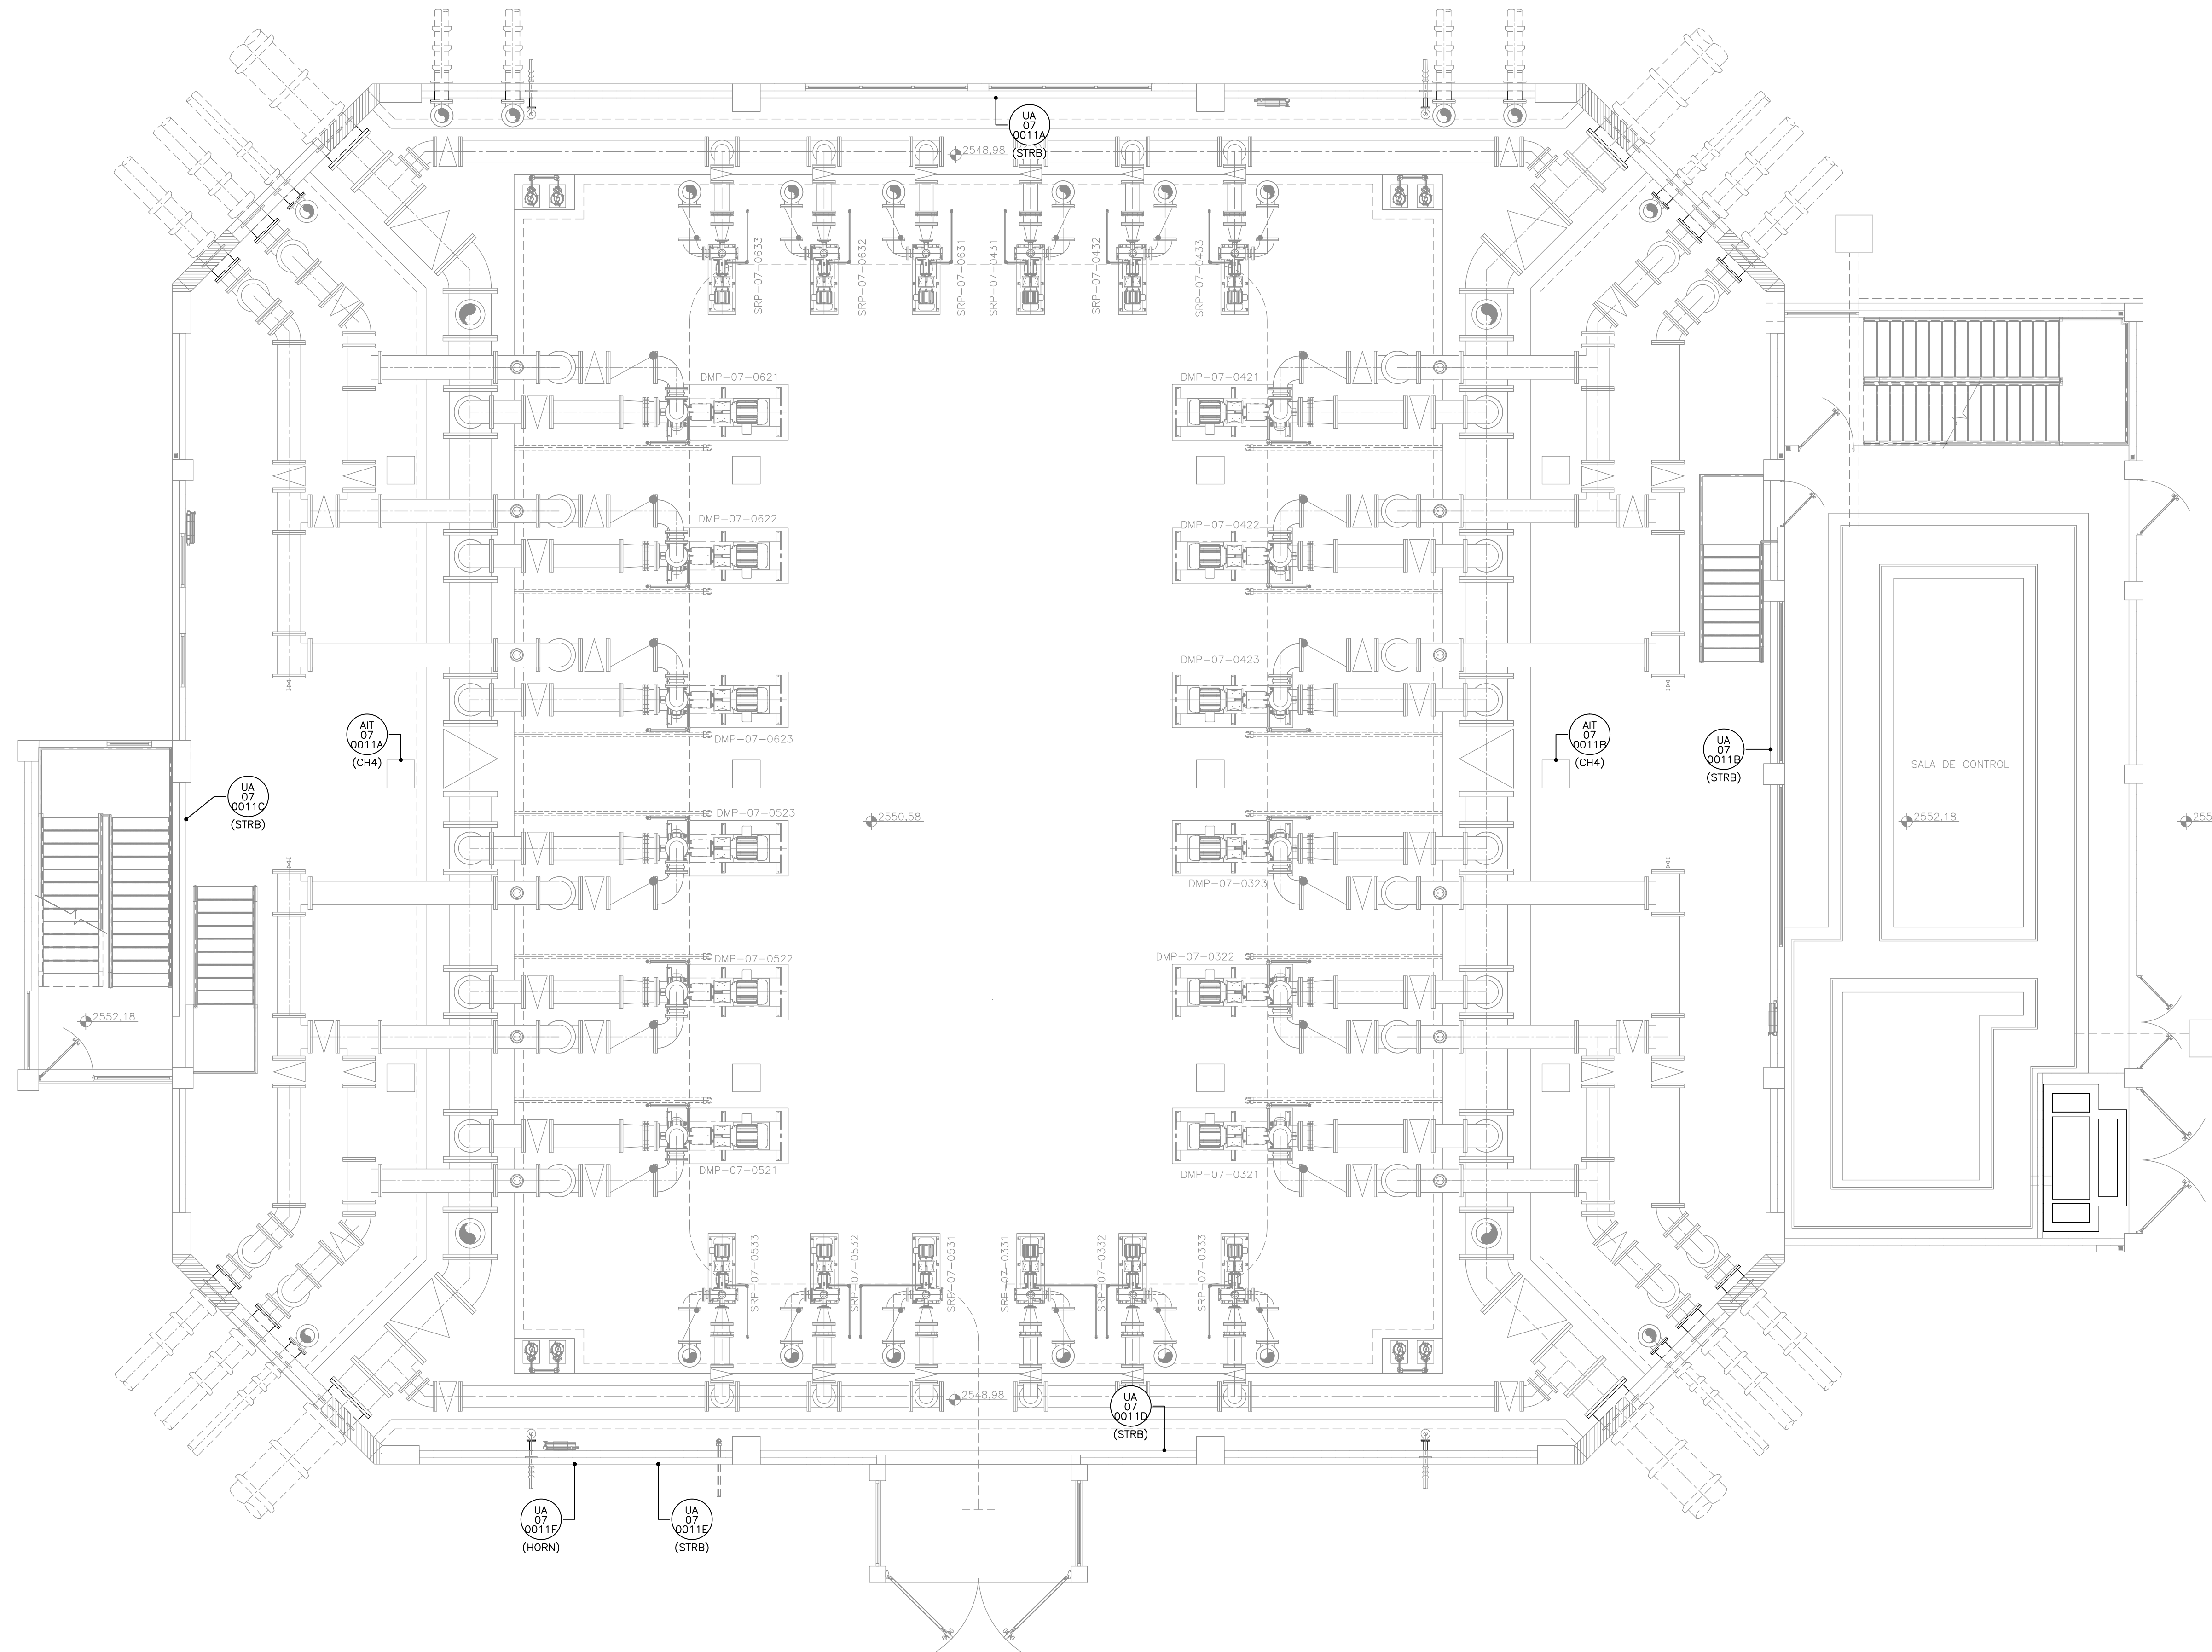 UA
07
0011A
(STRB)
2548,98
SRP-07-0633
SRP-07-0632
SRP-07-0631
SRP-07-0431
SRP-07-0432
SRP-07-0433
DMP-07-0621
DMP-07-0421
DMP-07-0622
DMP-07-0422
DMP-07-0423
DMP-07-0623
AIT
07
0011A
(CH4)
AIT
07
0011B
(CH4)
UA
07
0011B
(STRB)
SALA DE CONTROL
UA
07
0011C
(STRB)
DMP-07-0523
2550,58
2552,18
255
DMP-07-0323
DMP-07-0522
DMP-07-0322
2552,18
DMP-07-0521
DMP-07-0321
SRP-07-0533
SRP-07-0532
SRP-07-0531
SRP-07-0331
SRP-07-0332
SRP-07-0333
2548,98
UA
07
0011D
(STRB)
UA
07
0011F
(HORN)
UA
07
0011E
(STRB)